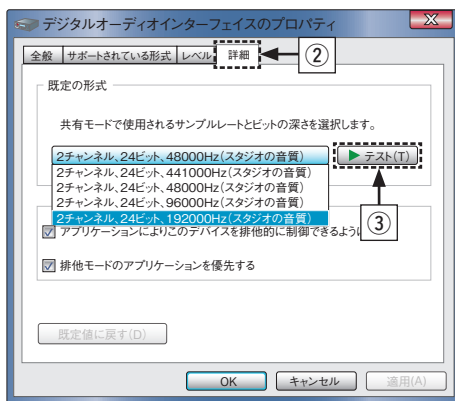 デジタルオーディオインターフェイスのプロパティ
全般 サポートされている形式 レベル 詳細 ②
既定の形式
共有モードで使用されるサンプルレートとビットの深さを選択します。
2チャンネル、24ビット、48000Hz(スタジオの音質) テスト(T)
2チャンネル、24ビット、441000Hz(スタジオの音質)
2チャンネル、24ビット、48000Hz(スタジオの音質)
2チャンネル、24ビット、96000Hz(スタジオの音質)
2チャンネル、24ビット、192000Hz(スタジオの音質)
③
アプリケーションによりこのデバイスを排他的に制御できるように
排他モードのアプリケーションを優先する
既定値に戻す(D)
OK キャンセル 適用(A)